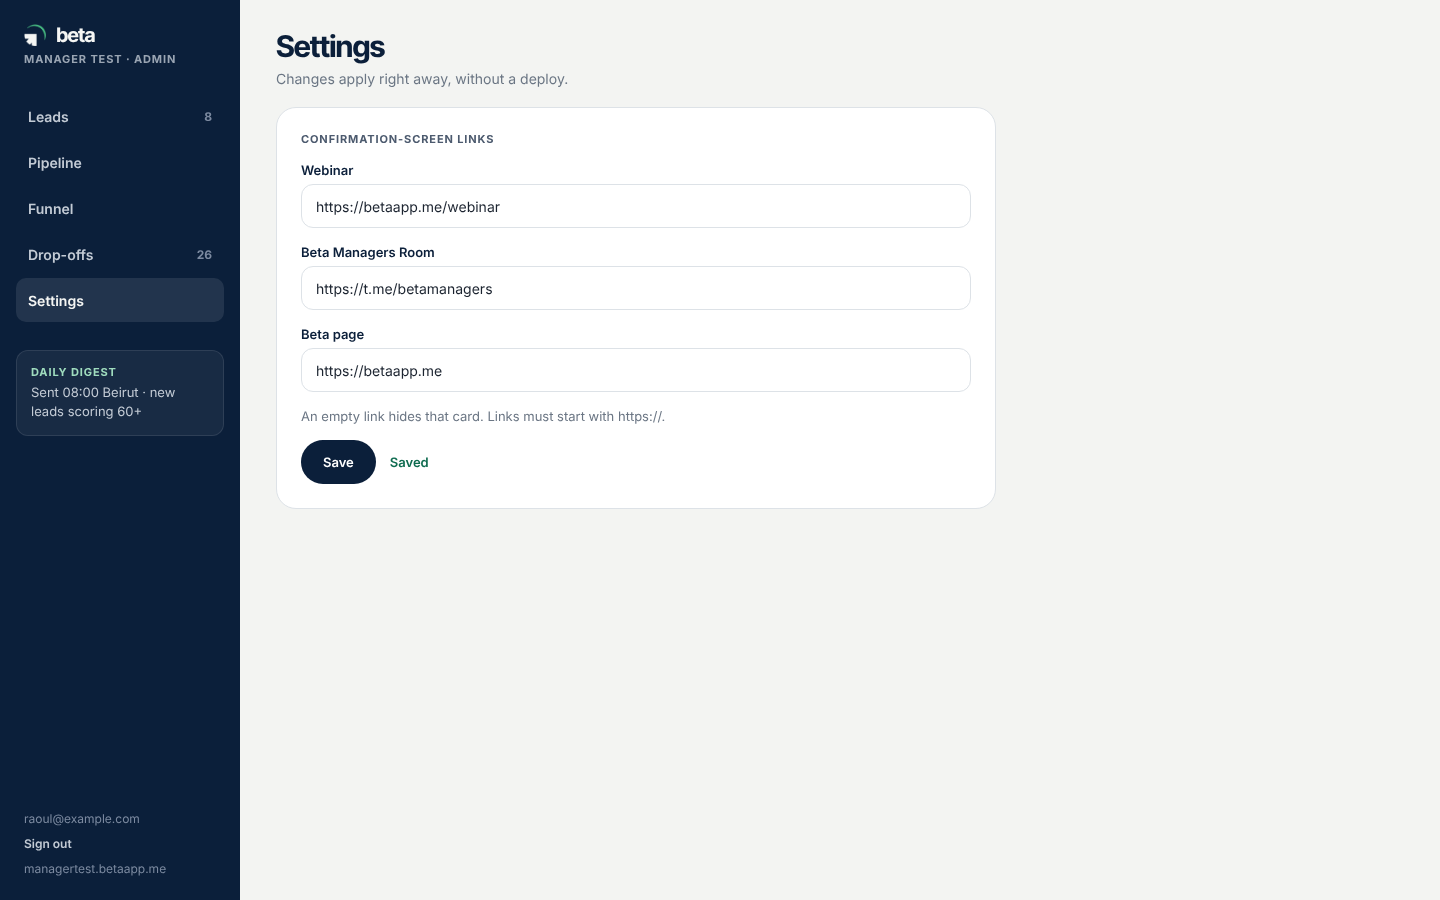 beta
MANAGER TEST · ADMIN
Leads 8
Pipeline
Funnel
Drop-offs 26
Settings
DAILY DIGEST
Sent 08:00 Beirut · new
leads scoring 60+
raoul@example.com
Sign out
managertest.betaapp.me
Settings
Changes apply right away, without a deploy.
CONFIRMATION-SCREEN LINKS
Webinar
https://betaapp.me/webinar
Beta Managers Room
https://t.me/betamanagers
Beta page
https://betaapp.me
An empty link hides that card. Links must start with https://.
Save Saved